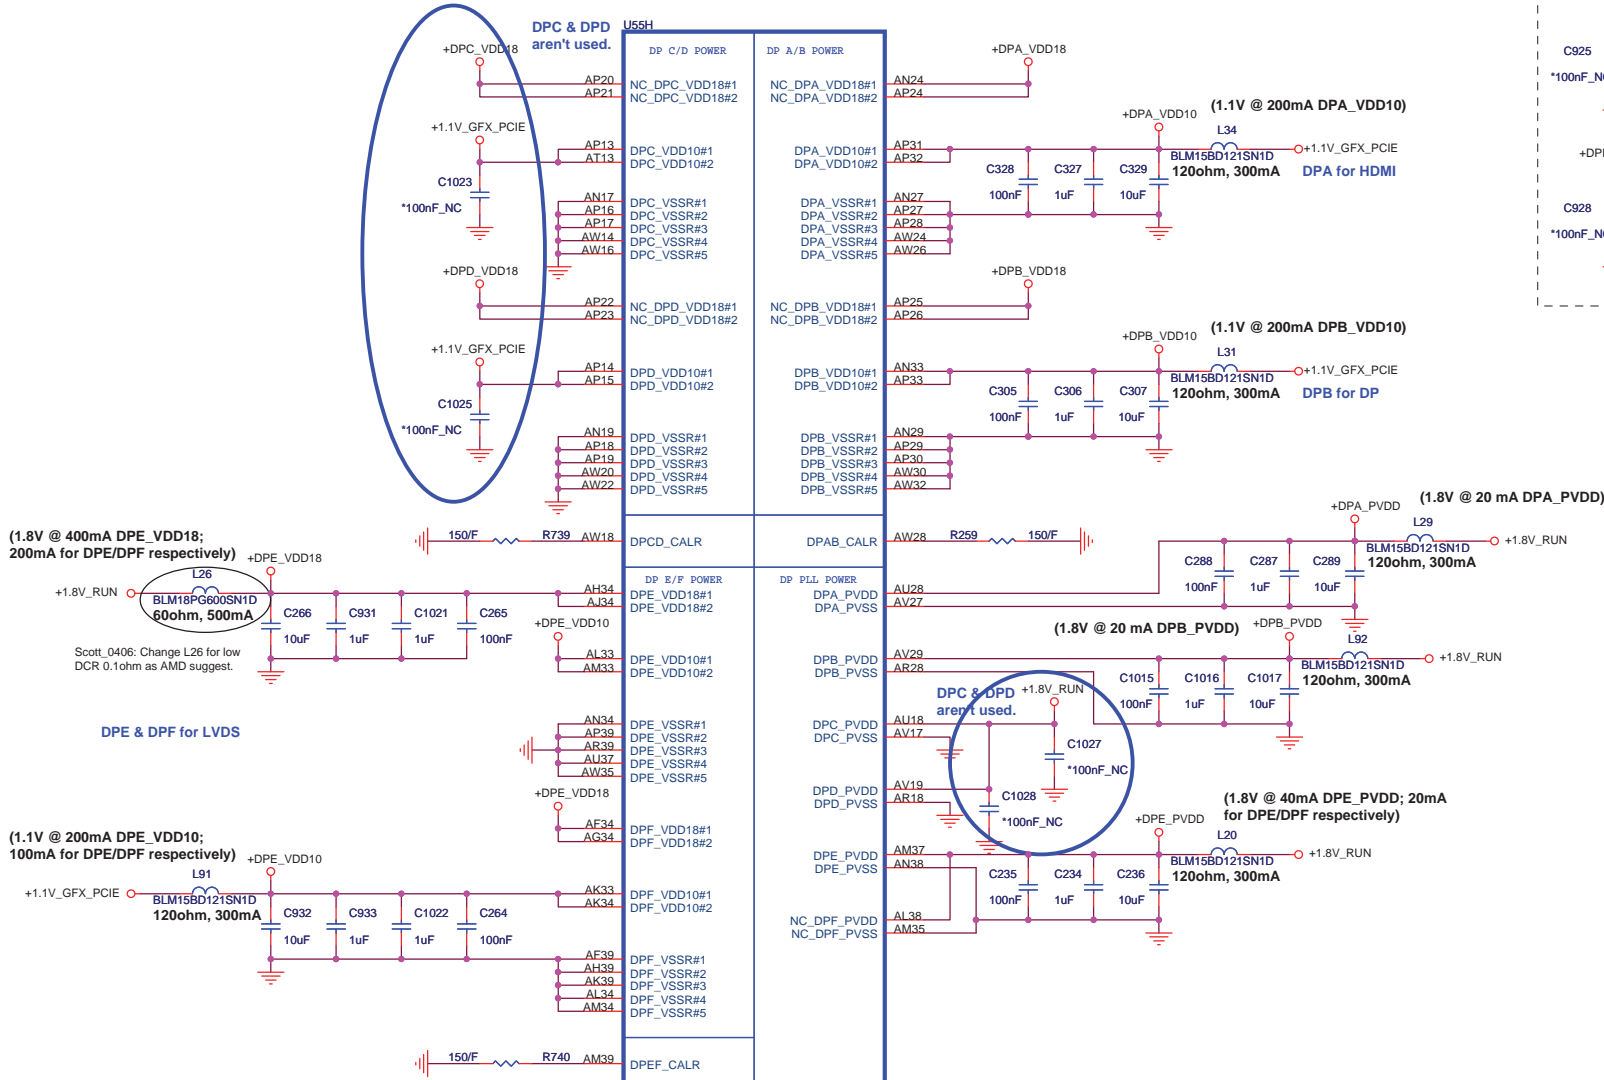 DPC & DPD
aren't used.
U55H
DP C/D POWER
DP A/B POWER
+DPC_VDD18
AP20 NC_DPC_VDD18#1
AP21 NC_DPC_VDD18#2
+1.1V_GFX_PCIE
AP13 DPC_VDD10#1
AT13 DPC_VDD10#2
C1023
*100nF_NC
AN17 DPC_VSSR#1
AP16 DPC_VSSR#2
AP17 DPC_VSSR#3
AW14 DPC_VSSR#4
AW16 DPC_VSSR#5
+DPD_VDD18
AP22 NC_DPD_VDD18#1
AP23 NC_DPD_VDD18#2
+1.1V_GFX_PCIE
AP14 DPD_VDD10#1
AP15 DPD_VDD10#2
C1025
*100nF_NC
AN19 DPD_VSSR#1
AP18 DPD_VSSR#2
AP19 DPD_VSSR#3
AW20 DPD_VSSR#4
AW22 DPD_VSSR#5
150/F R739 AW18 DPCD_CALR
+DPA_VDD18
NC_DPA_VDD18#1 AN24
NC_DPA_VDD18#2 AP24
(1.1V @ 200mA DPA_VDD10)
+DPA_VDD10
L34
DPA_VDD10#1 AP31
DPA_VDD10#2 AP32
+1.1V_GFX_PCIE
BLM15BD121SN1D
120ohm, 300mA
DPA for HDMI
C328 C327 C329
100nF 1uF 10uF
DPA_VSSR#1 AN27
DPA_VSSR#2 AP27
DPA_VSSR#3 AP28
DPA_VSSR#4 AW24
DPA_VSSR#5 AW26
+DPB_VDD18
NC_DPB_VDD18#1 AP25
NC_DPB_VDD18#2 AP26
(1.1V @ 200mA DPB_VDD10)
+DPB_VDD10
L31
DPB_VDD10#1 AN33
DPB_VDD10#2 AP33
+1.1V_GFX_PCIE
BLM15BD121SN1D
120ohm, 300mA
DPB for DP
C305 C306 C307
100nF 1uF 10uF
DPB_VSSR#1 AN29
DPB_VSSR#2 AP29
DPB_VSSR#3 AP30
DPB_VSSR#4 AW30
DPB_VSSR#5 AW32
DPAB_CALR AW28 R259 150/F
C925
*100nF_N
+DP
C928
*100nF_N
(1.8V @ 400mA DPE_VDD18;
200mA for DPE/DPF respectively)
+DPE_VDD18
L26
+1.8V_RUN
BLM18PG600SN1D
60ohm, 500mA
C266 C931 C1021 C265
10uF 1uF 1uF 100nF
Scott_0406: Change L26 for low
DCR 0.1ohm as AMD suggest.
DP E/F POWER
DP PLL POWER
AH34 DPE_VDD18#1
AJ34 DPE_VDD18#2
+DPE_VDD10
AL33 DPE_VDD10#1
AM33 DPE_VDD10#2
DPE & DPF for LVDS
AN34 DPE_VSSR#1
AP39 DPE_VSSR#2
AR39 DPE_VSSR#3
AU37 DPE_VSSR#4
AW35 DPE_VSSR#5
+DPE_VDD18
AF34 DPF_VDD18#1
AG34 DPF_VDD18#2
(1.1V @ 200mA DPE_VDD10;
100mA for DPE/DPF respectively)
+DPE_VDD10
L91
+1.1V_GFX_PCIE
BLM15BD121SN1D
120ohm, 300mA
AK33 DPF_VDD10#1
AK34 DPF_VDD10#2
C932 C933 C1022 C264
10uF 1uF 1uF 100nF
AF39 DPF_VSSR#1
AH39 DPF_VSSR#2
AK39 DPF_VSSR#3
AL34 DPF_VSSR#4
AM34 DPF_VSSR#5
150/F R740 AM39 DPEF_CALR
(1.8V @ 20 mA DPA_PVDD)
+DPA_PVDD
L29
+1.8V_RUN
BLM15BD121SN1D
120ohm, 300mA
C288 C287 C289
100nF 1uF 10uF
DPA_PVDD AU28
DPA_PVSS AV27
(1.8V @ 20 mA DPB_PVDD)
+DPB_PVDD
L92
+1.8V_RUN
BLM15BD121SN1D
120ohm, 300mA
DPB_PVDD AV29
DPB_PVSS AR28
C1015 C1016 C1017
100nF 1uF 10uF
DPC & DPD
aren't used.
+1.8V_RUN
DPC_PVDD AU18
DPC_PVSS AV17
C1027
*100nF_NC
DPD_PVDD AV19
DPD_PVSS AR18
C1028
*100nF_NC
(1.8V @ 40mA DPE_PVDD; 20mA
for DPE/DPF respectively)
+DPE_PVDD
L20
+1.8V_RUN
BLM15BD121SN1D
120ohm, 300mA
DPE_PVDD AM37
DPE_PVSS AN38
C235 C234 C236
100nF 1uF 10uF
NC_DPF_PVDD AL38
NC_DPF_PVSS AM35